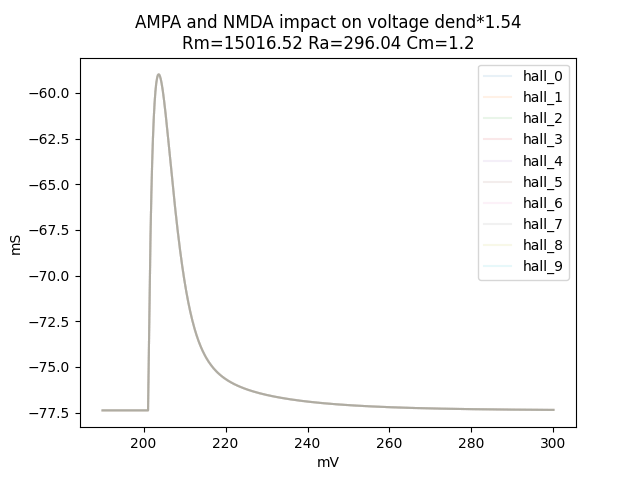 AMPA and NMDA impact on voltage dend*1.54
Rm=15016.52 Ra=296.04 Cm=1.2
−60.0
−62.5
−65.0
−67.5
−70.0
−72.5
−75.0
−77.5
mS
hall_0
hall_1
hall_2
hall_3
hall_4
hall_5
hall_6
hall_7
hall_8
hall_9
200 220 240 260 280 300
mV